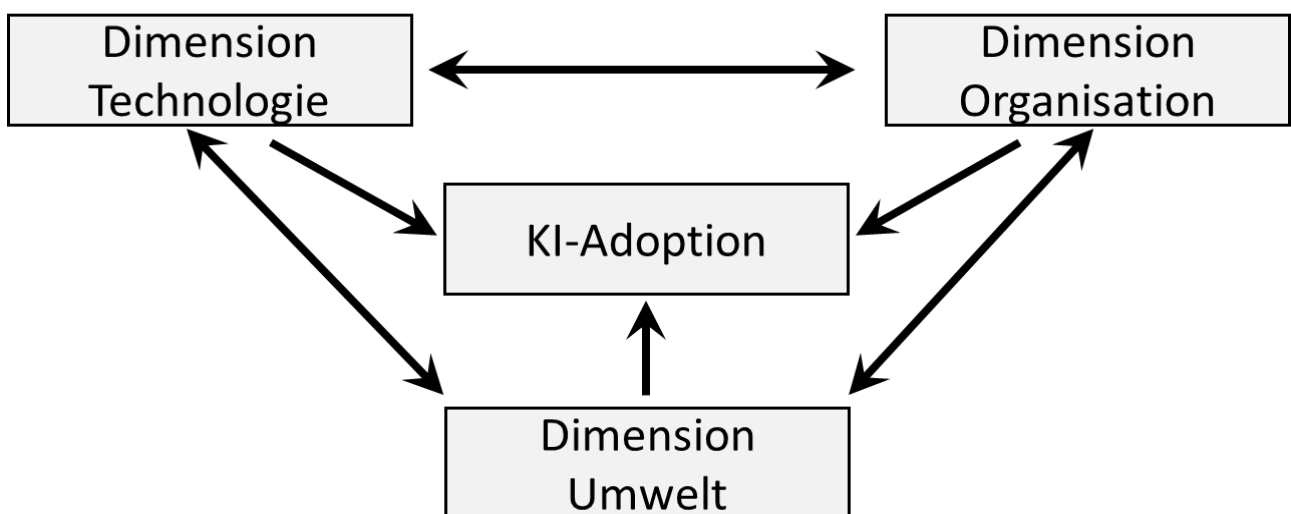 Dimension
Technologie
Dimension
Organisation
KI-Adoption
Dimension
Umwelt